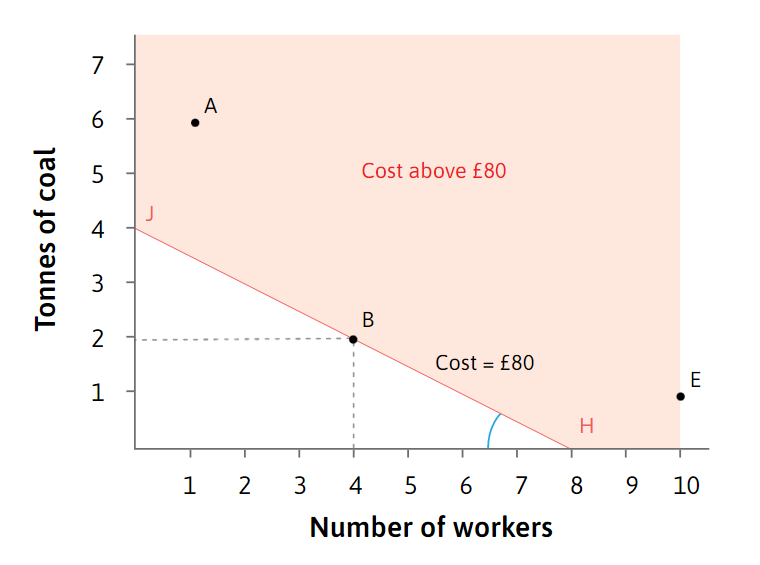 7
A
6
Cost above £80
5
J
4
3
B
2
Cost = £80
E
1
H
1 2 3 4 5 6 7 8 9 10
Number of workers
Tonnes of coal